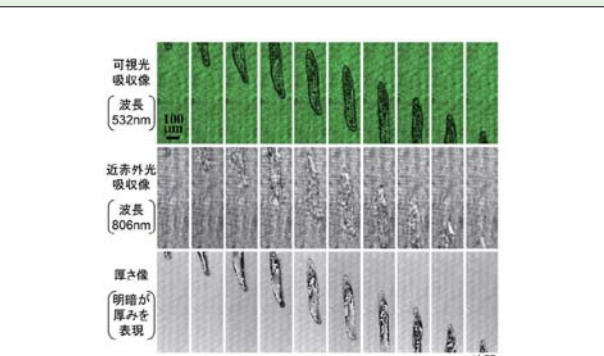 可視光
吸収像
波長
532nm
100
μm
近赤外光
吸収像
波長
806nm
厚さ像
明暗が
厚みを
表現